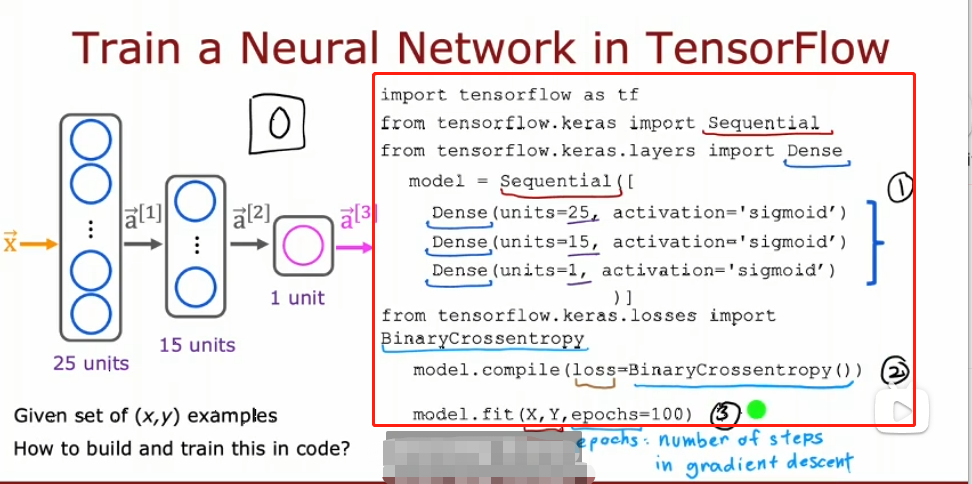 Train a Neural Network in TensorFlow
0
import tensorflow as tf
from tensorflow.keras import Sequential
from tensorflow.keras.layers import Dense
model = Sequential([
Dense(units=25, activation='sigmoid’)
Dense(units=15, activation='sigmoid’)
Dense(units=1, activation='sigmoid’)
)]
①
from tensorflow.keras.losses import
BinaryCrossentropy
model.compile(loss=BinaryCrossentropy()) ②
model.fit(X,Y,epochs=100) ③
epochs: number of steps
in gradient descent
x⃗
a⃗[1]
a⃗[2]
a⃗[3]
25 units
15 units
1 unit
Given set of (x,y) examples
How to build and train this in code?